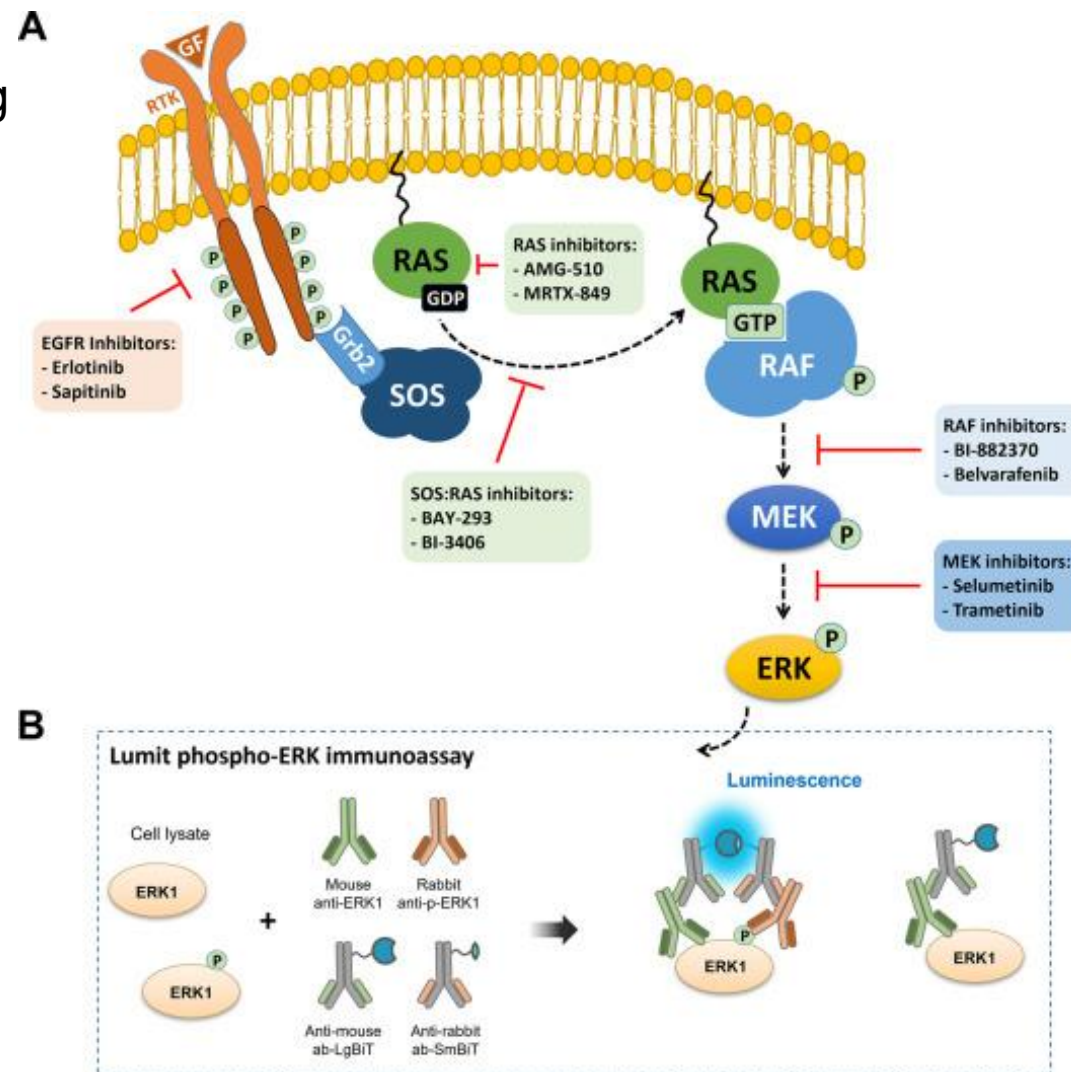 A
g
GF
RTK
P
P
P
P
P
P
P
P
EGFR Inhibitors:
- Erlotinib
- Sapitinib
Grb2
SOS
RAS
GDP
RAS inhibitors:
- AMG-510
- MRTX-849
SOS:RAS inhibitors:
- BAY-293
- BI-3406
RAS
GTP
RAF
P
RAF inhibitors:
- BI-882370
- Belvarafenib
MEK
P
MEK inhibitors:
- Selumetinib
- Trametinib
P
ERK
B
Lumit phospho-ERK immunoassay
Cell lysate
ERK1
P
ERK1
+
Mouse
anti-ERK1
Rabbit
anti-p-ERK1
Anti-mouse
ab-LgBiT
Anti-rabbit
ab-SmBiT
Luminescence
P
ERK1
ERK1